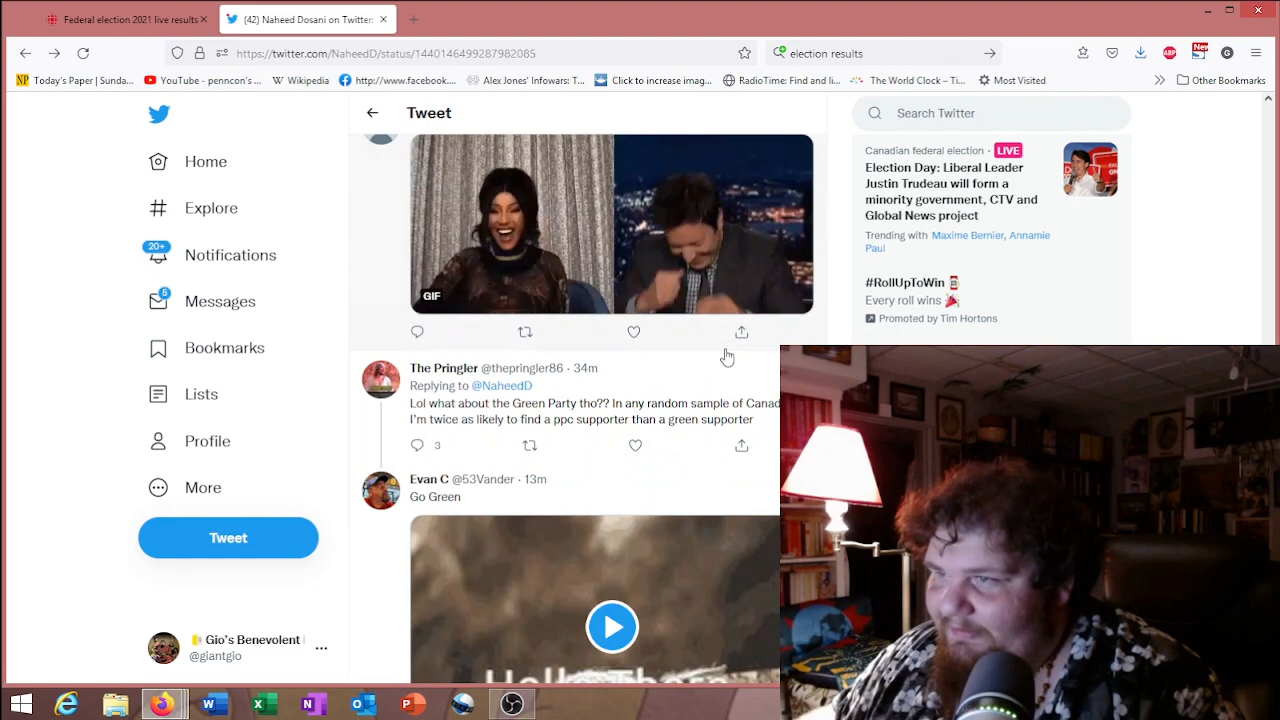 Federal election 2021 live results
(42) Naheed Dosani on Twitter:
https://twitter.com/NaheedD/status/1440146499287982085
election results
ABP
New
G
NP Today's Paper | Sunda...
YouTube - penncon's ...
W Wikipedia
http://www.facebook....
Alex Jones' Infowars: T...
Click to increase imag...
RadioTime: Find and li...
The World Clock – Ti...
Most Visited
Other Bookmarks
Home
Explore
20+
Notifications
5
Messages
Bookmarks
Lists
Profile
More
Tweet
Gio's Benevolent
@giantgio
Tweet
GIF
The Pringler @thepringler86 · 34m
Replying to @NaheedD
Lol what about the Green Party tho?? In any random sample of Canad
I'm twice as likely to find a ppc supporter than a green supporter
3
Evan C @53Vander · 13m
Go Green
Search Twitter
Canadian federal election · LIVE
Election Day: Liberal Leader
Justin Trudeau will form a
minority government, CTV and
Global News project
Trending with Maxime Bernier, Annamie
Paul
#RollUpToWin
Every roll wins
Promoted by Tim Hortons